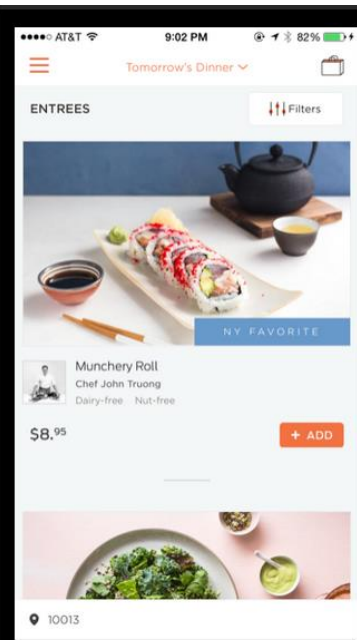 AT&T 9:02 PM 82%
Tomorrow's Dinner
ENTREES Filters
NY FAVORITE
Munchery Roll
Chef John Truong
Dairy-free Nut-free
$8.95 + ADD
10013